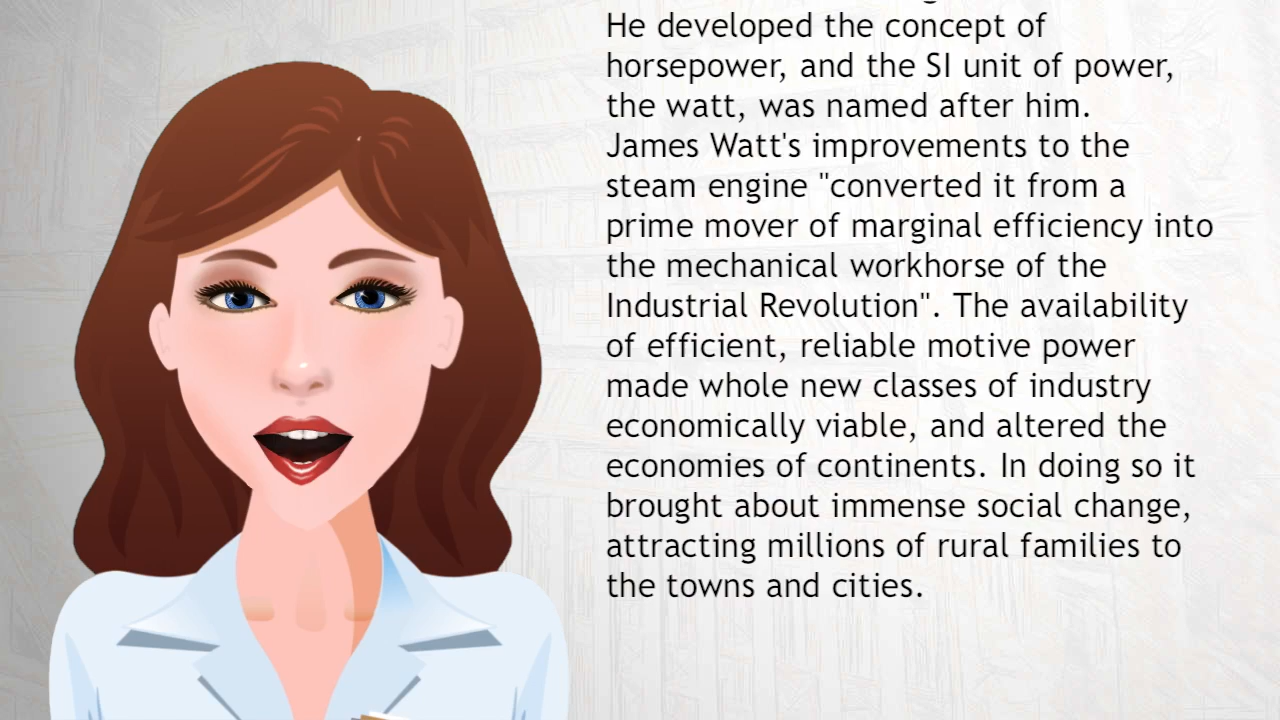 He developed the concept of
horsepower, and the SI unit of power,
the watt, was named after him.
James Watt's improvements to the
steam engine "converted it from a
prime mover of marginal efficiency into
the mechanical workhorse of the
Industrial Revolution". The availability
of efficient, reliable motive power
made whole new classes of industry
economically viable, and altered the
economies of continents. In doing so it
brought about immense social change,
attracting millions of rural families to
the towns and cities.